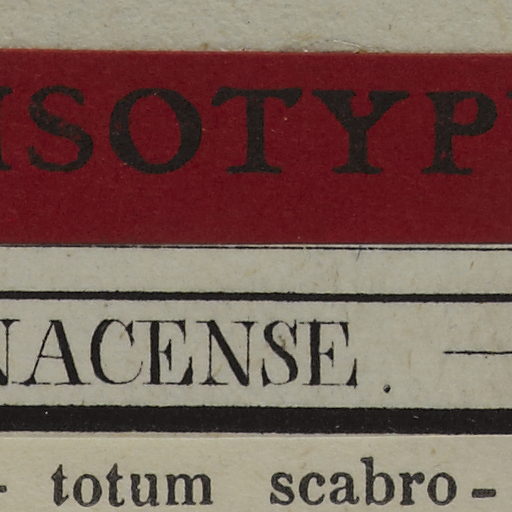 ISOTYP
NACENSE. —
- totum scabro-